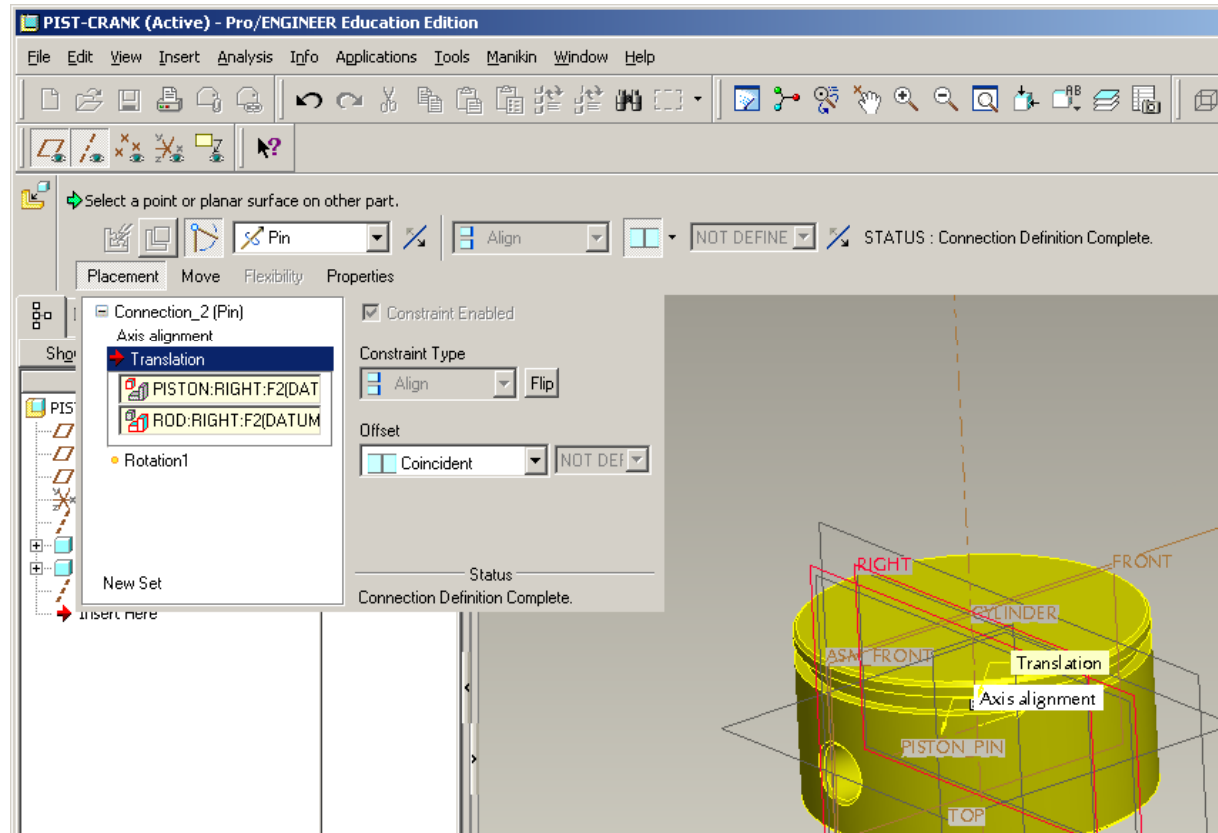 PIST-CRANK (Active) - Pro/ENGINEER Education Edition
File Edit View Insert Analysis Info Applications Tools Manikin Window Help
Select a point or planar surface on other part.
Pin Align NOT DEFINE STATUS : Connection Definition Complete.
Placement Move Flexibility Properties
Connection_2 (Pin) Constraint Enabled
Axis alignment
Sho Translation Constraint Type
PISTON:RIGHT:F2(DAT Align Flip
PIS
ROD:RIGHT:F2(DATUM Offset
Rotation1 Coincident NOT DEF
Status
New Set Connection Definition Complete.
Insert Here
RIGHT FRONT
CYLINDER
ASM_FRONT Translation
Axis alignment
PISTON_PIN
TOP